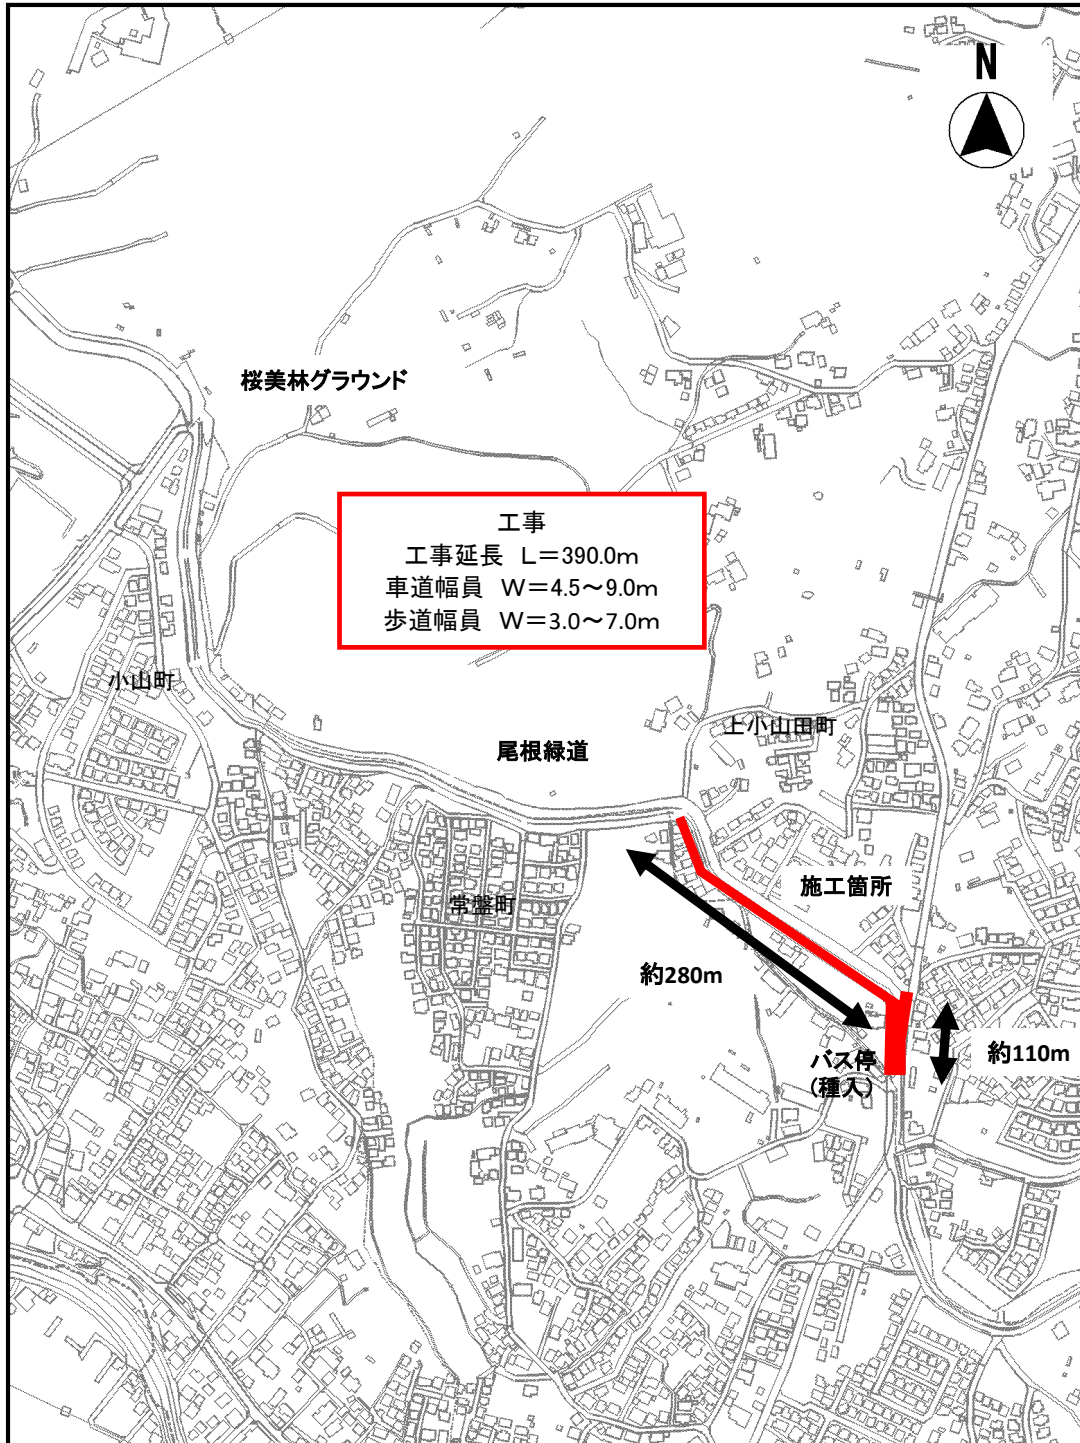 N
桜美林グラウンド
工事
工事延長 L=390.0m
車道幅員 W=4.5～9.0m
歩道幅員 W=3.0～7.0m
小山町
上小山田町
尾根緑道
施工箇所
常盤町
約280m
約110m
バス停
(種入)